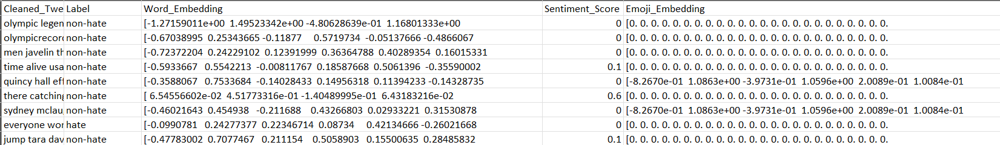 Cleaned_Twe Label Word_Embedding Sentiment_Score Emoji_Embedding
olympic legen non-hate [-1.27159011e+00 1.49523342e+00 -4.80628639e-01 1.16801333e+00 0 [0. 0. 0. 0. 0. 0. 0. 0. 0. 0. 0. 0. 0. 0. 0. 0. 0. 0. 0. 0. 0. 0. 0. 0.
olympicrecor non-hate [-0.67038995 0.25343665 -0.11877 0.5719734 -0.05137666 -0.4866067 0 [0. 0. 0. 0. 0. 0. 0. 0. 0. 0. 0. 0. 0. 0. 0. 0. 0. 0. 0. 0. 0. 0. 0. 0.
men javelin th non-hate [-0.72372204 0.24229102 0.12391999 0.36364788 0.40289354 0.16015331 0 [0. 0. 0. 0. 0. 0. 0. 0. 0. 0. 0. 0. 0. 0. 0. 0. 0. 0. 0. 0. 0. 0. 0. 0.
time alive usa non-hate [-0.5933667 0.5542213 -0.00811767 0.18587668 0.5061396 -0.35590002 0.1 [0. 0. 0. 0. 0. 0. 0. 0. 0. 0. 0. 0. 0. 0. 0. 0. 0. 0. 0. 0. 0. 0. 0. 0.
quincy hall eff non-hate [-0.3588067 0.7533684 -0.14028433 0.14956318 0.11394233 -0.14328735 0 [-8.2670e-01 1.0863e+00 -3.9731e-01 1.0596e+00 2.0089e-01 1.0084e-01
there catching non-hate [ 6.54556602e-02 4.51773316e-01 -1.40489995e-01 6.43183216e-02 0.6 [0. 0. 0. 0. 0. 0. 0. 0. 0. 0. 0. 0. 0. 0. 0. 0. 0. 0. 0. 0. 0. 0. 0. 0.
sydney mclau non-hate [-0.46021643 0.454938 -0.211688 0.43266803 0.02933221 0.31530878 0 [-8.2670e-01 1.0863e+00 -3.9731e-01 1.0596e+00 2.0089e-01 1.0084e-01
everyone wor hate [-0.0990781 0.24277377 0.22346714 0.08734 0.42134666 -0.26021668 0 [0. 0. 0. 0. 0. 0. 0. 0. 0. 0. 0. 0. 0. 0. 0. 0. 0. 0. 0. 0. 0. 0. 0. 0.
jump tara dav non-hate [-0.47783002 0.7077467 0.211154 0.5058903 0.15500635 0.28485832 0.1 [0. 0. 0. 0. 0. 0. 0. 0. 0. 0. 0. 0. 0. 0. 0. 0. 0. 0. 0. 0. 0. 0. 0. 0.